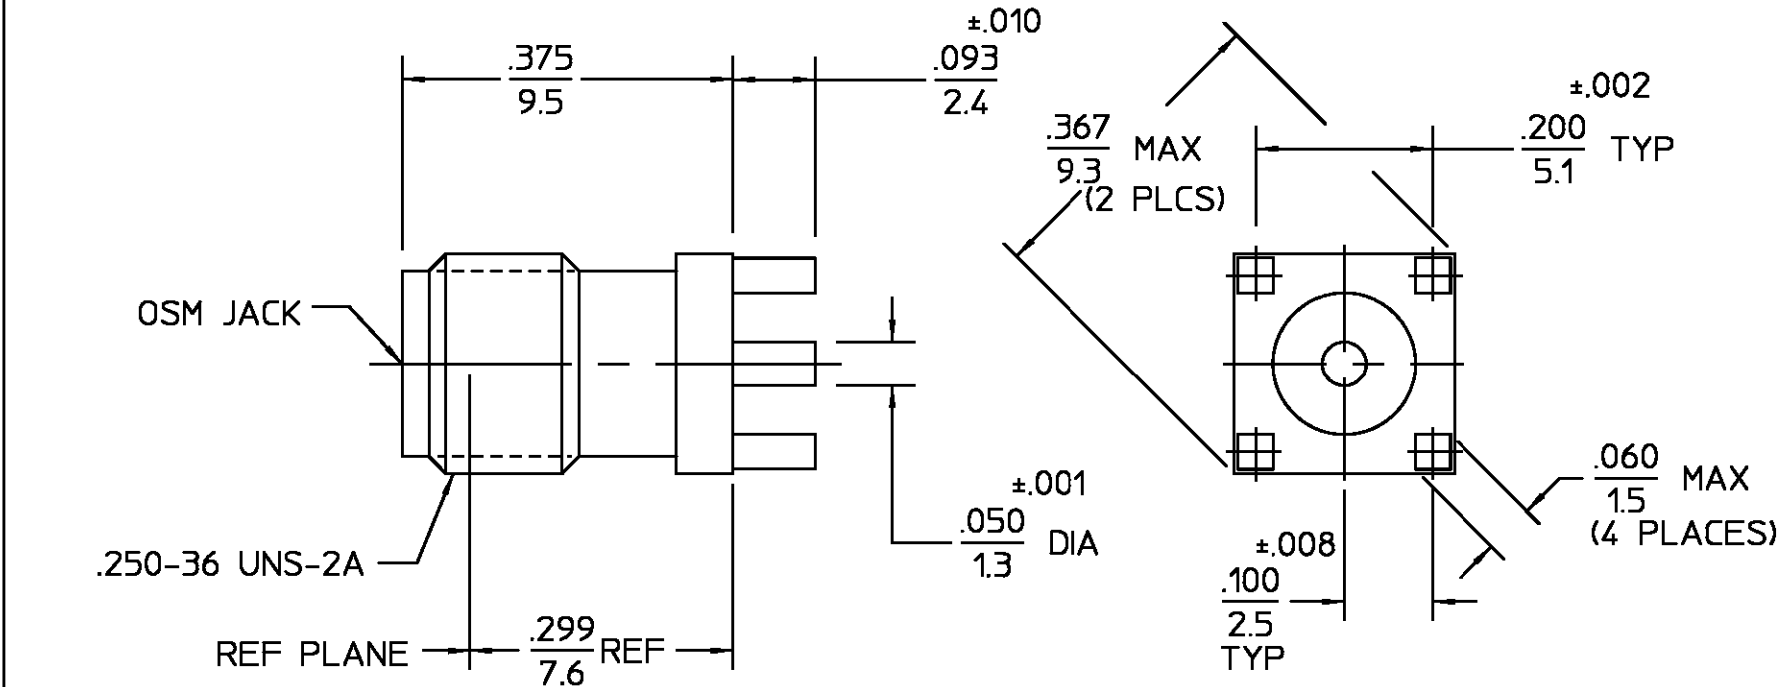 ±.010
.375
9.5
.093
2.4
±.002
.367 MAX
9.3
(2 PLCS)
.200 TYP
5.1
OSM JACK
±.001
.050 DIA
1.3
.060 MAX
1.5
(4 PLACES)
±.008
.100
2.5
TYP
.250-36 UNS-2A
REF PLANE
.299 REF
7.6